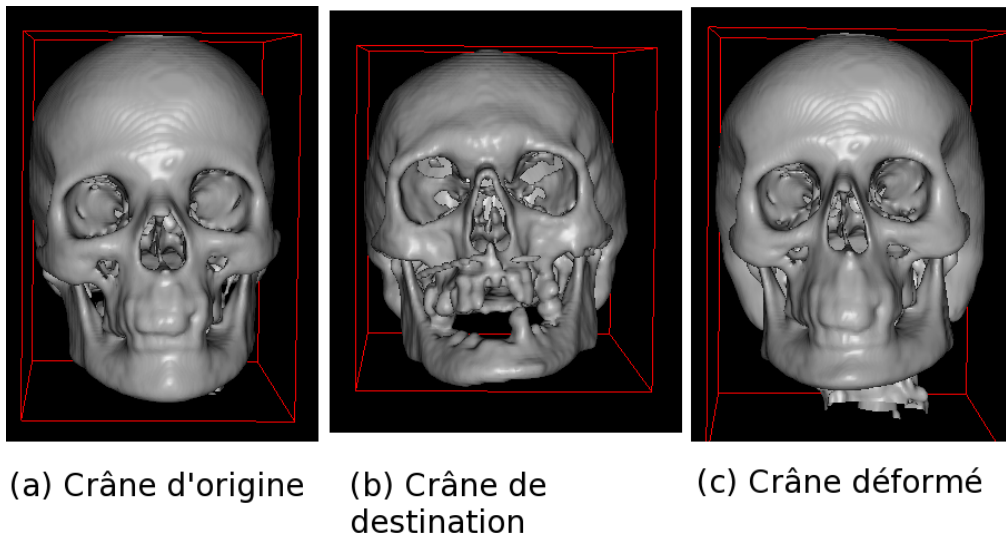 (a) Crâne d'origine
(b) Crâne de
destination
(c) Crâne déformé